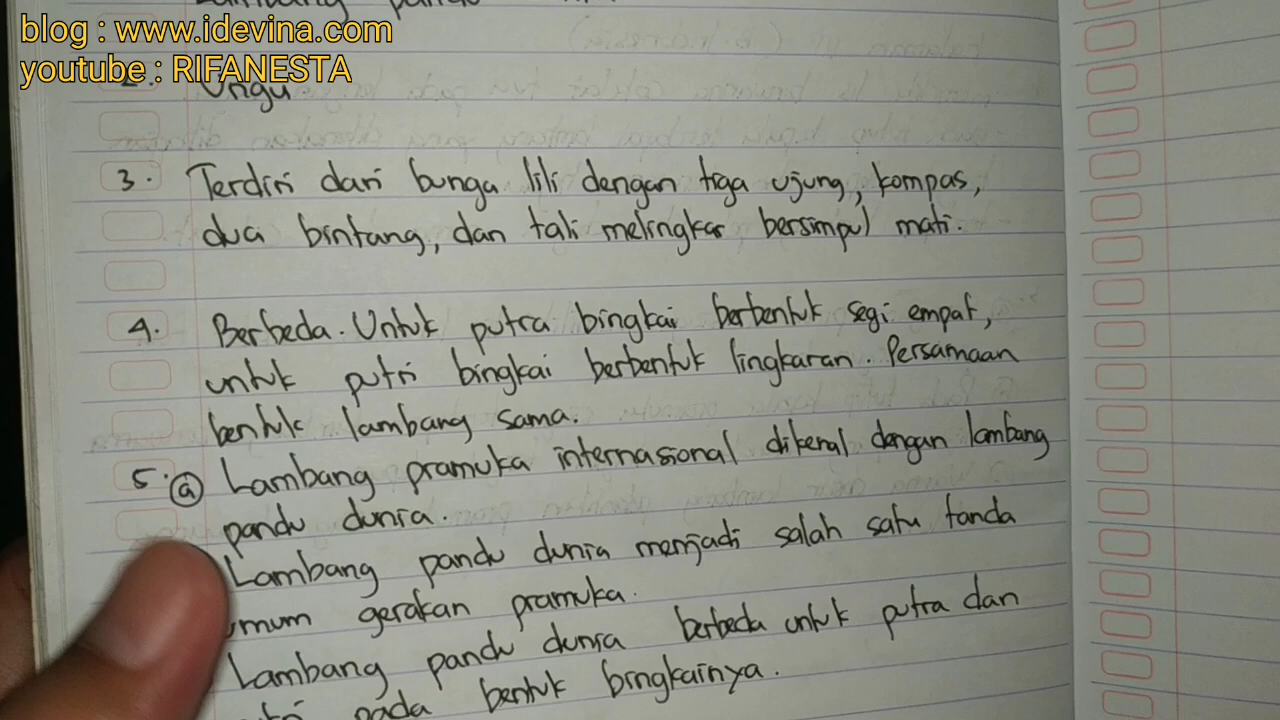 Lambang pandu
blog : www.idevina.com
youtube : RIFANESTA
2. Ungu
3. Terdiri dari bunga lili dengan tiga ujung, kompas,
dua bintang, dan tali melingkar bersimpul mati.
4. Berbeda. Untuk putra bingkai berbentuk segi empat,
untuk putri bingkai berbentuk lingkaran. Persamaan
bentuk lambang sama.
5. a Lambang pramuka internasional dikenal dengan lambang
pandu dunia.
Lambang pandu dunia menjadi salah satu tanda
umum gerakan pramuka.
Lambang pandu dunia berbeda untuk putra dan
pada bentuk bingkainya.